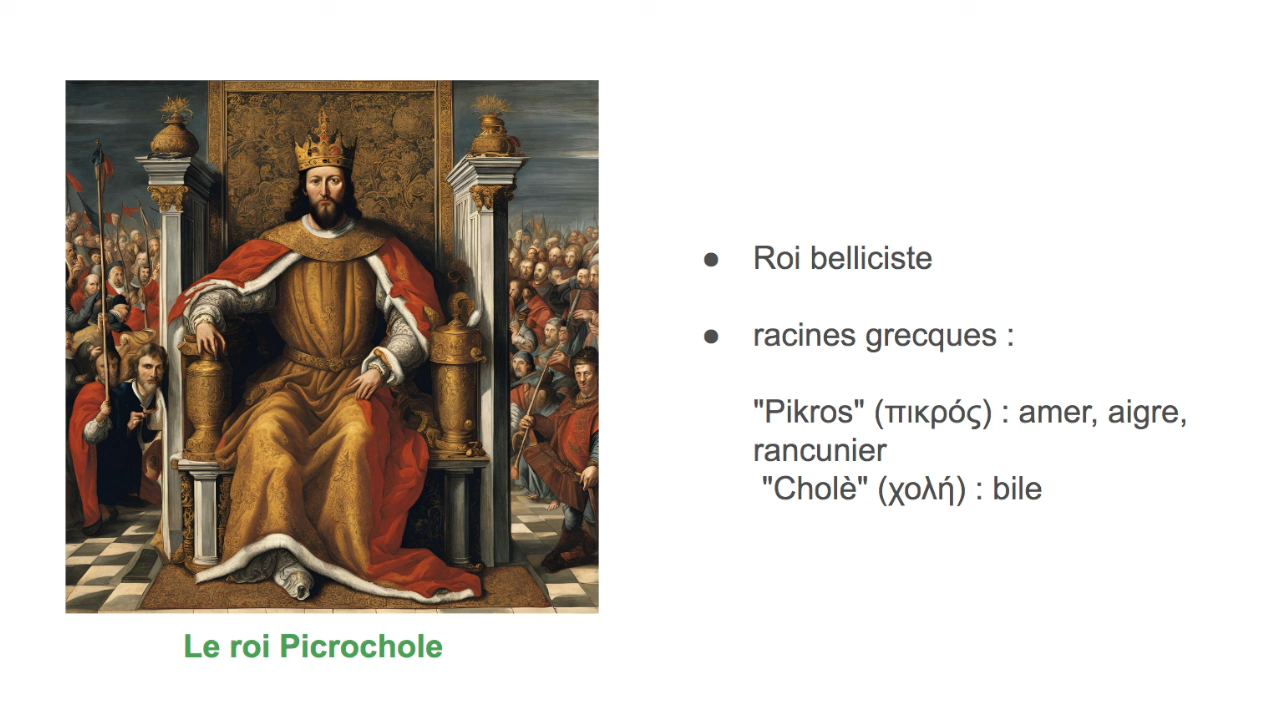 ● Roi belliciste
● racines grecques :
"Pikros" (πικρός) : amer, aigre,
rancunier
"Cholè" (χολή) : bile
Le roi Picrochole